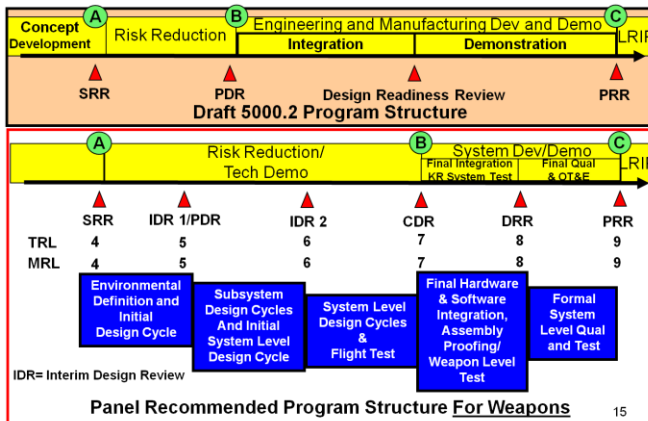 A
B
C
Concept
Development
Risk Reduction
Engineering and Manufacturing Dev and Demo
Integration
Demonstration
LRIP
SRR
PDR
Design Readiness Review
PRR
Draft 5000.2 Program Structure
A
B
C
Risk Reduction/
Tech Demo
System Dev/Demo
Final Integration
KR System Test
Final Qual
& OT&E
LRIP
SRR
IDR 1/PDR
IDR 2
CDR
DRR
PRR
TRL 4 5 6 7 8 9
MRL 4 5 6 7 8 9
Environmental
Definition and
Initial
Design Cycle
Subsystem
Design Cycles
And Initial
System Level
Design Cycle
System Level
Design Cycles
&
Flight Test
Final Hardware
& Software
Integration,
Assembly
Proofing/
Weapon Level
Test
Formal
System
Level Qual
and Test
IDR= Interim Design Review
Panel Recommended Program Structure For Weapons
15